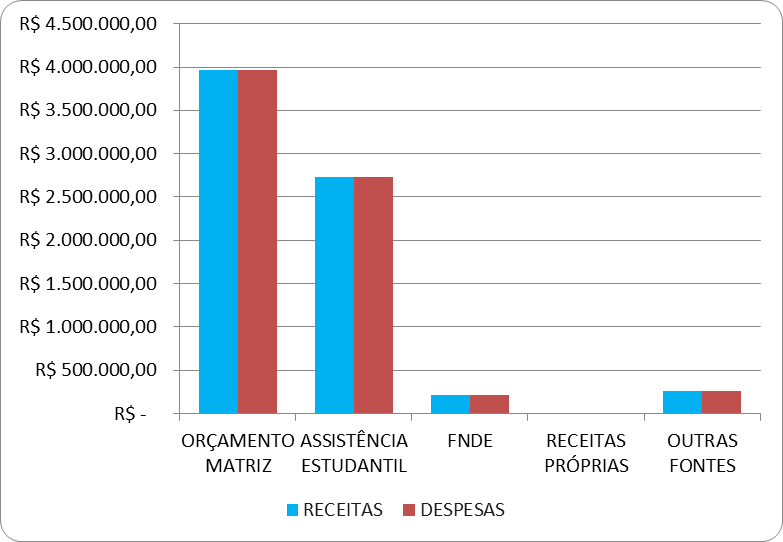 R$ 4.500.000,00
R$ 4.000.000,00
R$ 3.500.000,00
R$ 3.000.000,00
R$ 2.500.000,00
R$ 2.000.000,00
R$ 1.500.000,00
R$ 1.000.000,00
R$ 500.000,00
R$ -
ORÇAMENTO MATRIZ
ASSISTÊNCIA ESTUDANTIL
FNDE
RECEITAS PRÓPRIAS
OUTRAS FONTES
RECEITAS
DESPESAS